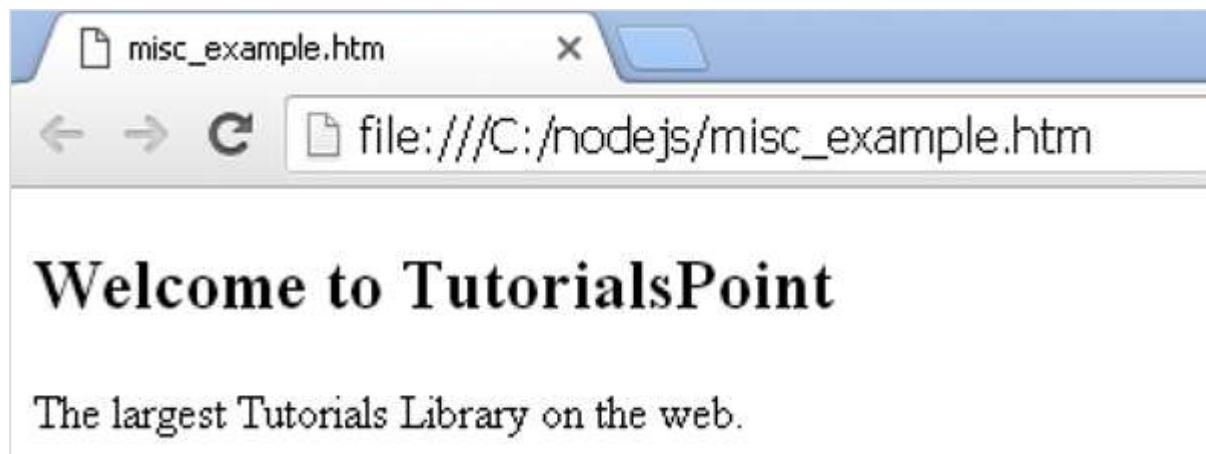 misc_example.htm
file:///C:/nodejs/misc_example.htm
Welcome to TutorialsPoint
The largest Tutorials Library on the web.